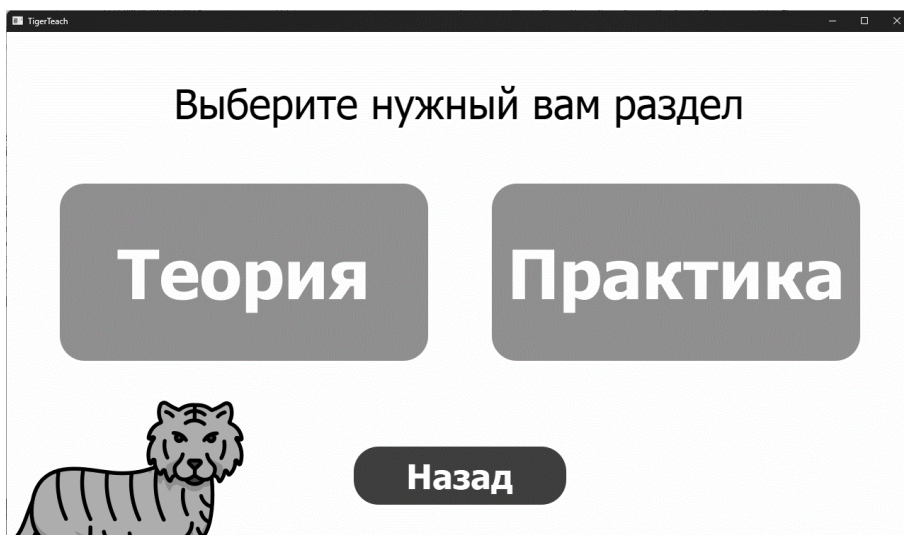 TigerTeach
Выберите нужный вам раздел
Теория
Практика
Назад